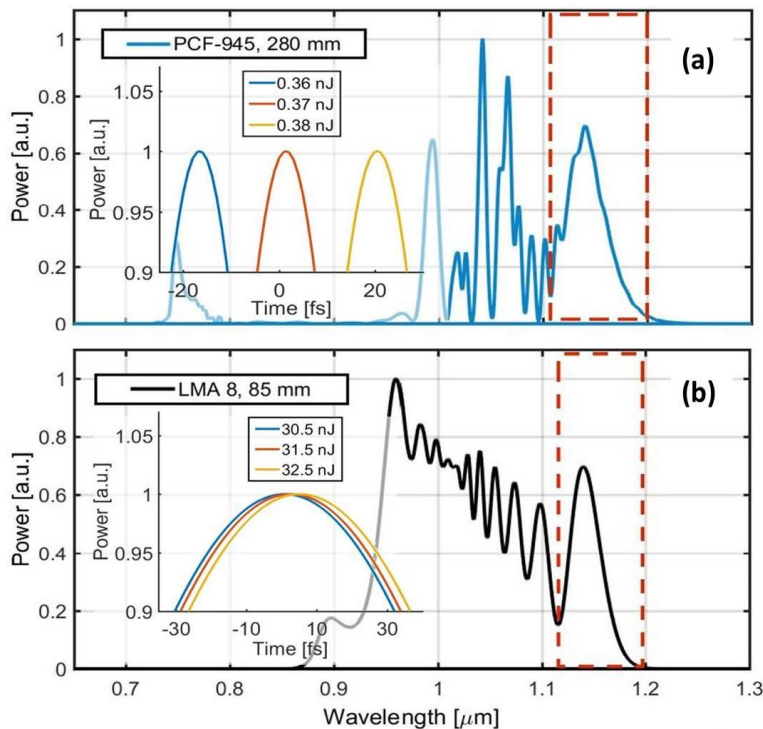 PCF-945, 280 mm
(a)
0.36 nJ
0.37 nJ
0.38 nJ
Power [a.u.]
1
0.8
0.6
0.4
0.2
0
Power [a.u.]
1.05
1
0.95
0.9
-20
0
20
Time [fs]
LMA 8, 85 mm
(b)
30.5 nJ
31.5 nJ
32.5 nJ
Power [a.u.]
1
0.8
0.6
0.4
0.2
0
Power [a.u.]
1.05
1
0.95
0.9
-30
-10
10
30
Time [fs]
0.7
0.8
0.9
1
1.1
1.2
1.3
Wavelength [μm]